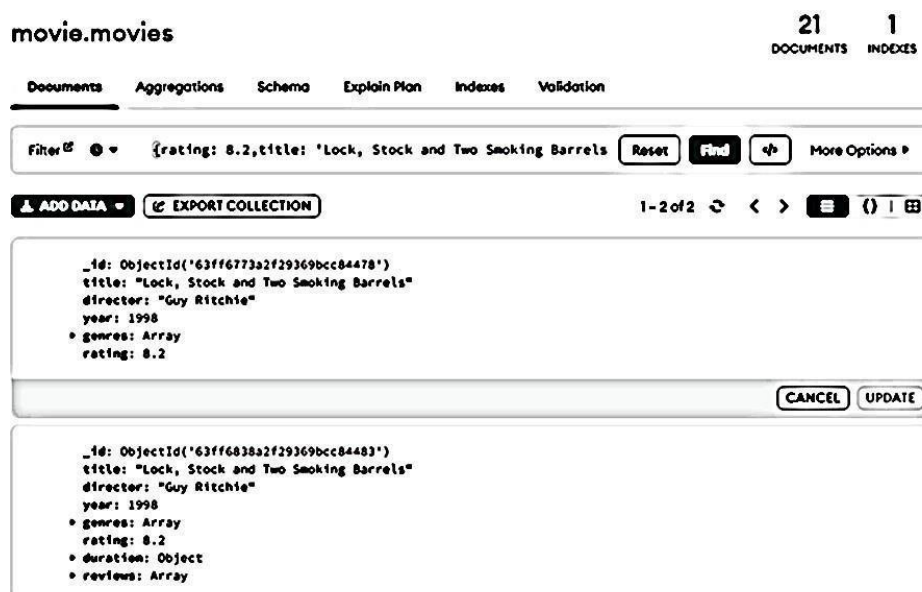 movie.movies
21 1
DOCUMENTS INDEXES
Documents Aggregations Schema Explain Plan Indexes Validation
Filter {rating: 8.2,title: 'Lock, Stock and Two Smoking Barrels Reset Find </> More Options
ADD DATA EXPORT COLLECTION 1-2 of 2 {}
_id: ObjectId('63ff6773a2f29369bcc84478')
title: "Lock, Stock and Two Smoking Barrels"
director: "Guy Ritchie"
year: 1998
genres: Array
rating: 8.2
CANCEL UPDATE
_id: ObjectId('63ff6838a2f29369bcc84483')
title: "Lock, Stock and Two Smoking Barrels"
director: "Guy Ritchie"
year: 1998
genres: Array
rating: 8.2
duration: Object
reviews: Array